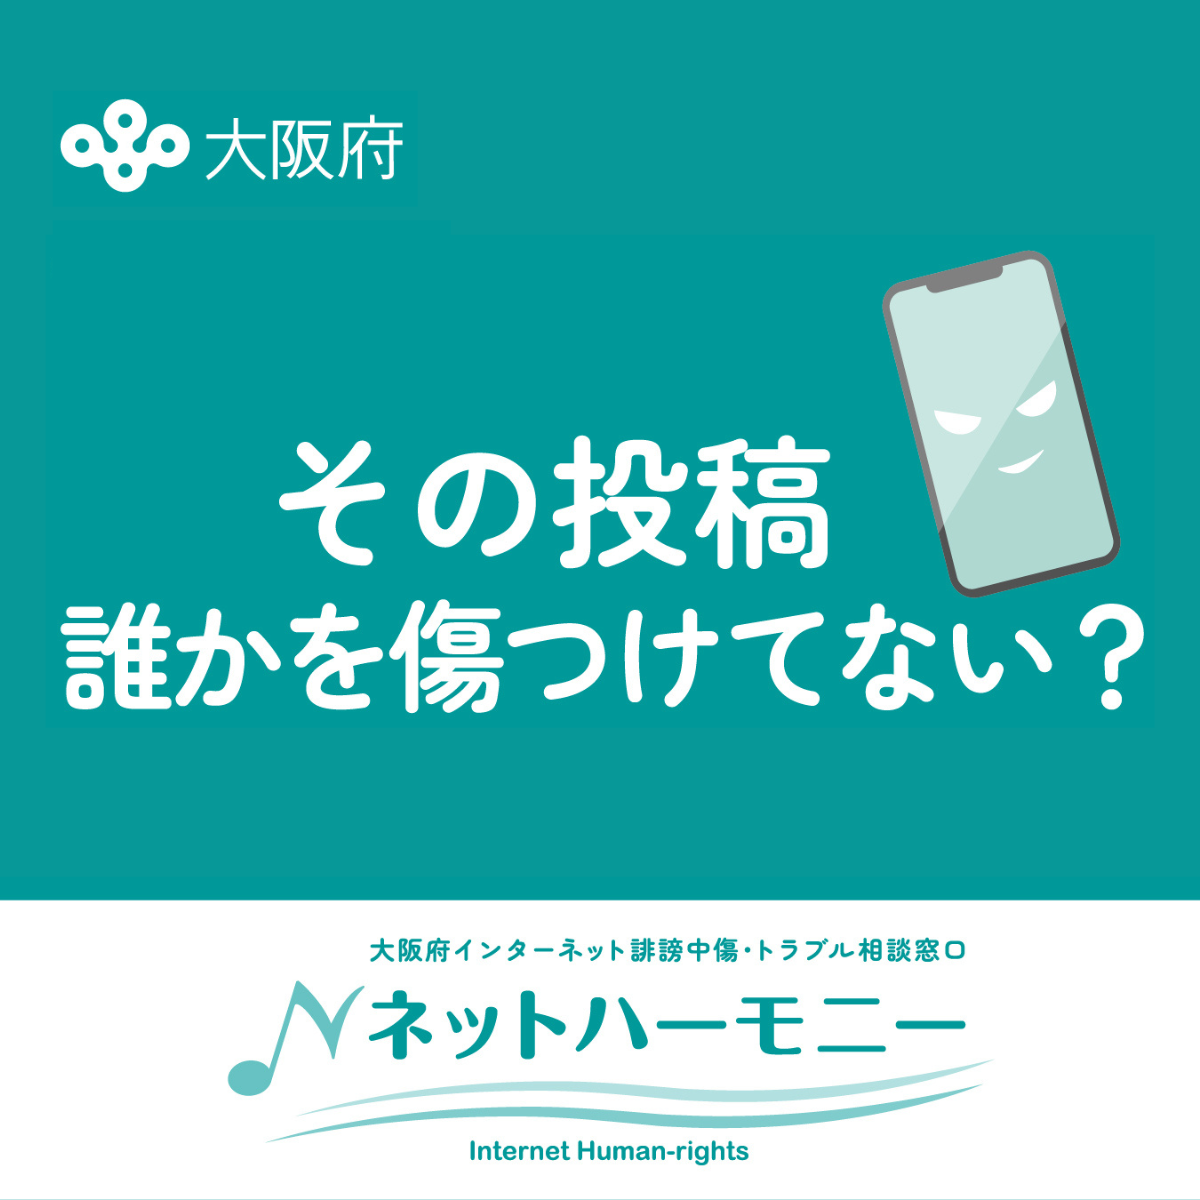 大阪府
その投稿
誰かを傷つけてない？
大阪府インターネット誹謗中傷・トラブル相談窓口
ネットハーモニー
Internet Human-rights